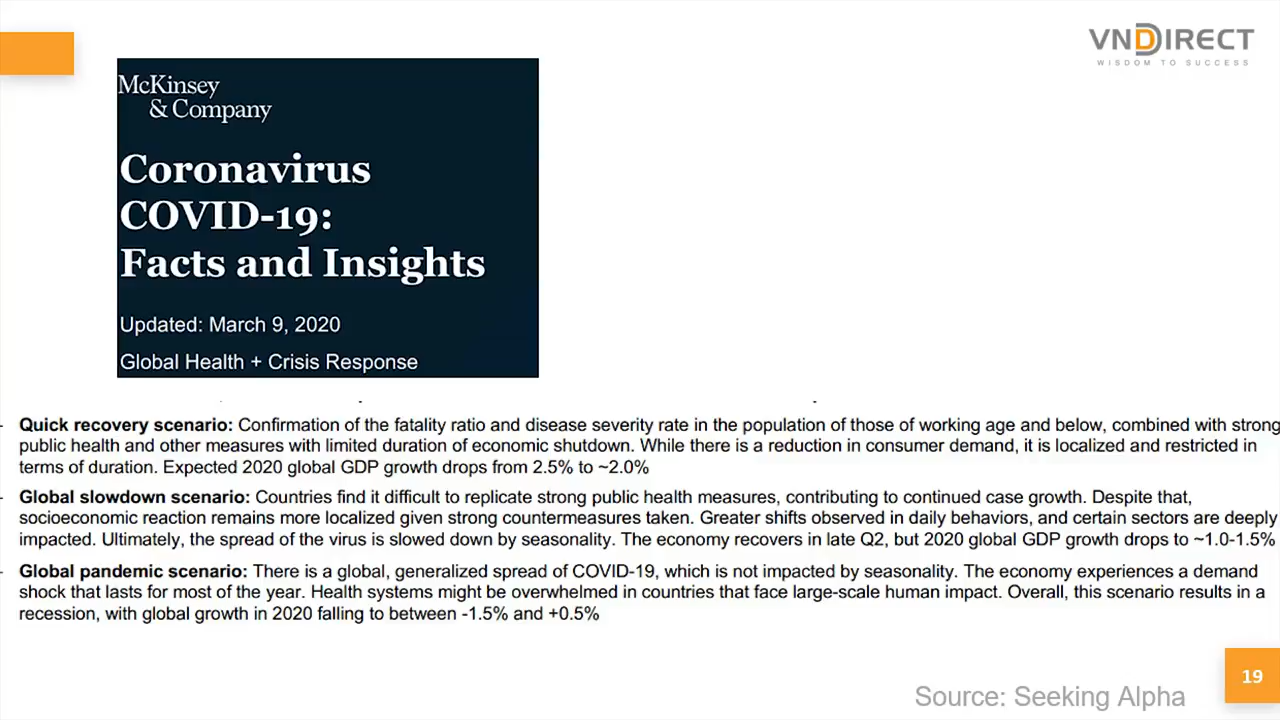 VNDIRECT
WISDOM TO SUCCESS
McKinsey
& Company
Coronavirus
COVID-19:
Facts and Insights
Updated: March 9, 2020
Global Health + Crisis Response
- Quick recovery scenario: Confirmation of the fatality ratio and disease severity rate in the population of those of working age and below, combined with strong
public health and other measures with limited duration of economic shutdown. While there is a reduction in consumer demand, it is localized and restricted in
terms of duration. Expected 2020 global GDP growth drops from 2.5% to ~2.0%
- Global slowdown scenario: Countries find it difficult to replicate strong public health measures, contributing to continued case growth. Despite that,
socioeconomic reaction remains more localized given strong countermeasures taken. Greater shifts observed in daily behaviors, and certain sectors are deeply
impacted. Ultimately, the spread of the virus is slowed down by seasonality. The economy recovers in late Q2, but 2020 global GDP growth drops to ~1.0-1.5%
- Global pandemic scenario: There is a global, generalized spread of COVID-19, which is not impacted by seasonality. The economy experiences a demand
shock that lasts for most of the year. Health systems might be overwhelmed in countries that face large-scale human impact. Overall, this scenario results in a
recession, with global growth in 2020 falling to between -1.5% and +0.5%
19
Source: Seeking Alpha